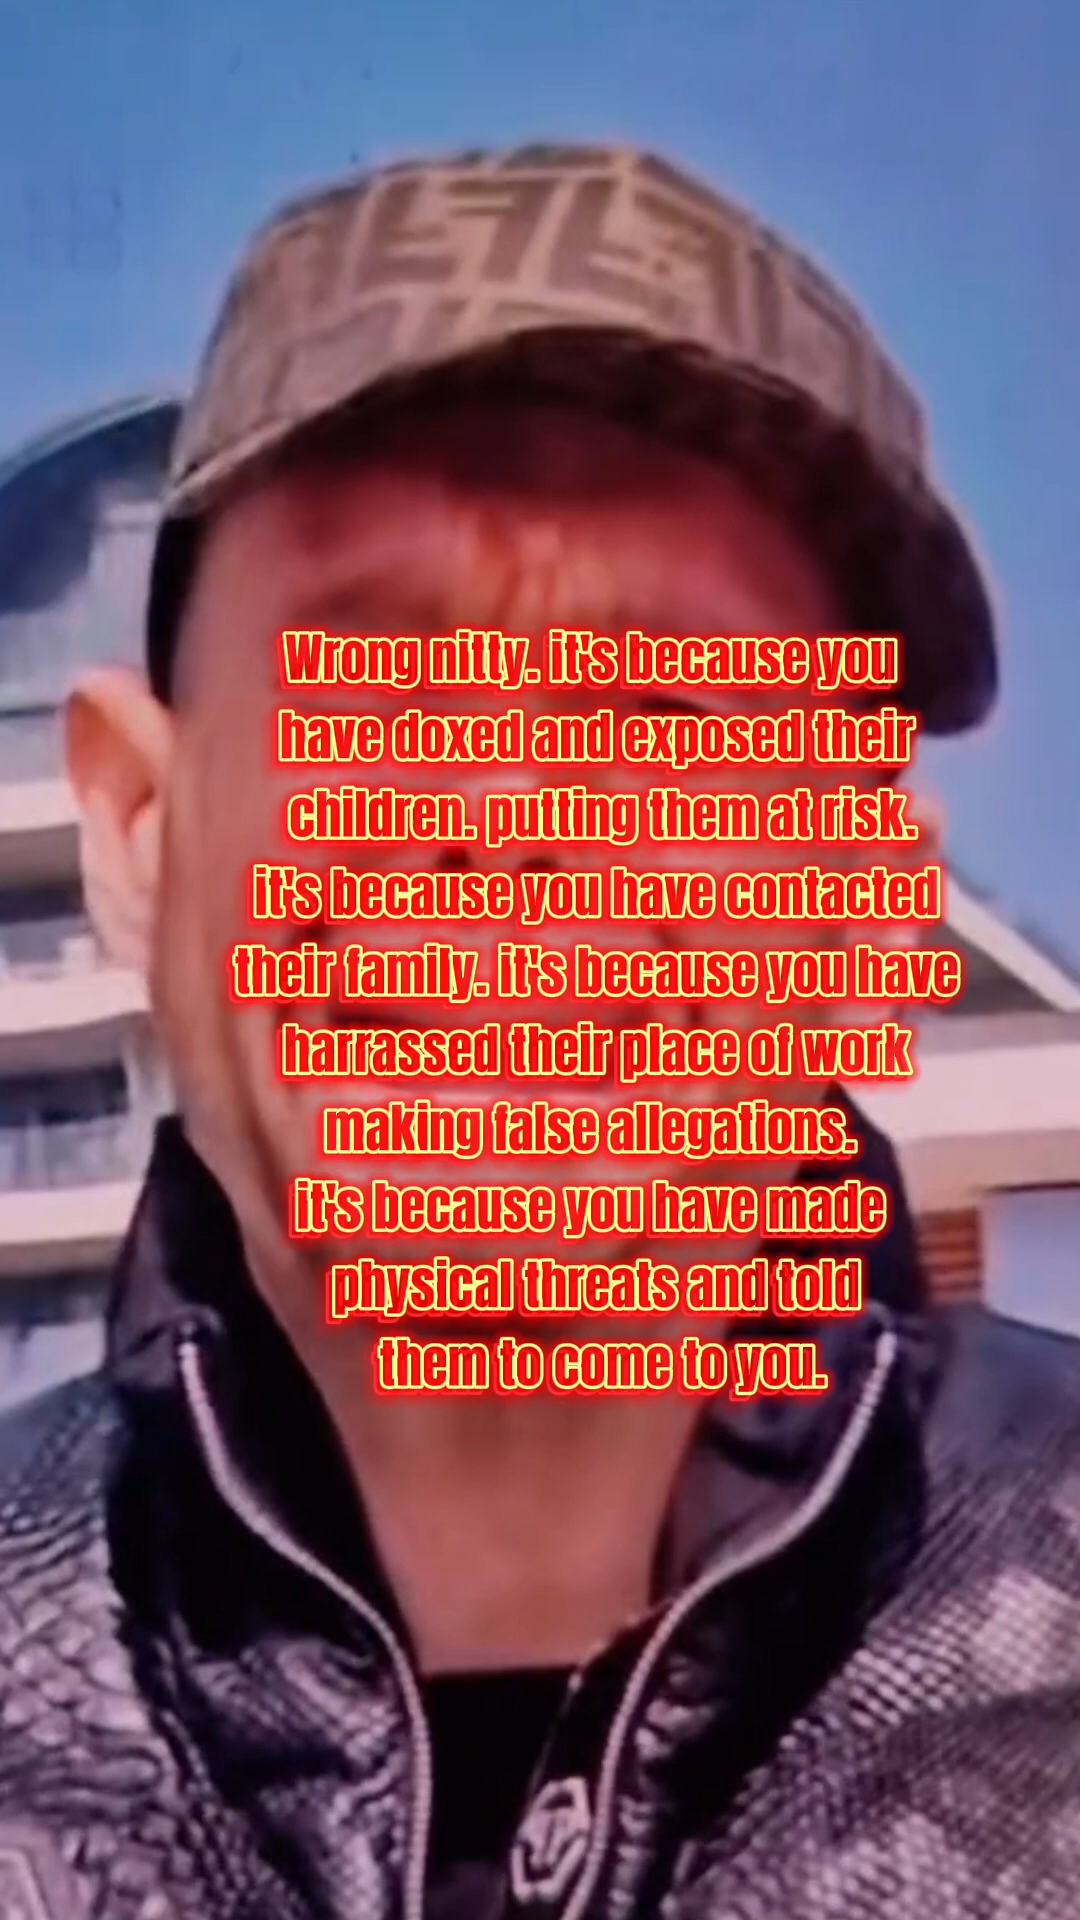 Wrong nitty. it's because you
have doxed and exposed their
children. putting them at risk.
it's because you have contacted
their family. it's because you have
harrassed their place of work
making false allegations.
it's because you have made
physical threats and told
them to come to you.